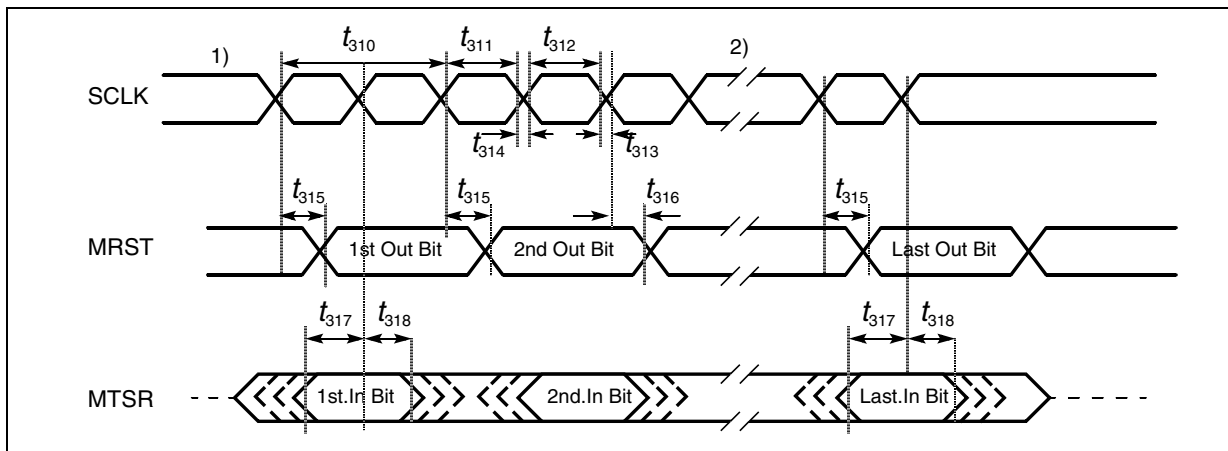 1) t310 t311 t312 2)
SCLK
t314 t313
t315 t315 t316 t315
MRST 1st Out Bit 2nd Out Bit Last Out Bit
t317 t318 t317 t318
MTSR 1st.In Bit 2nd.In Bit Last.In Bit